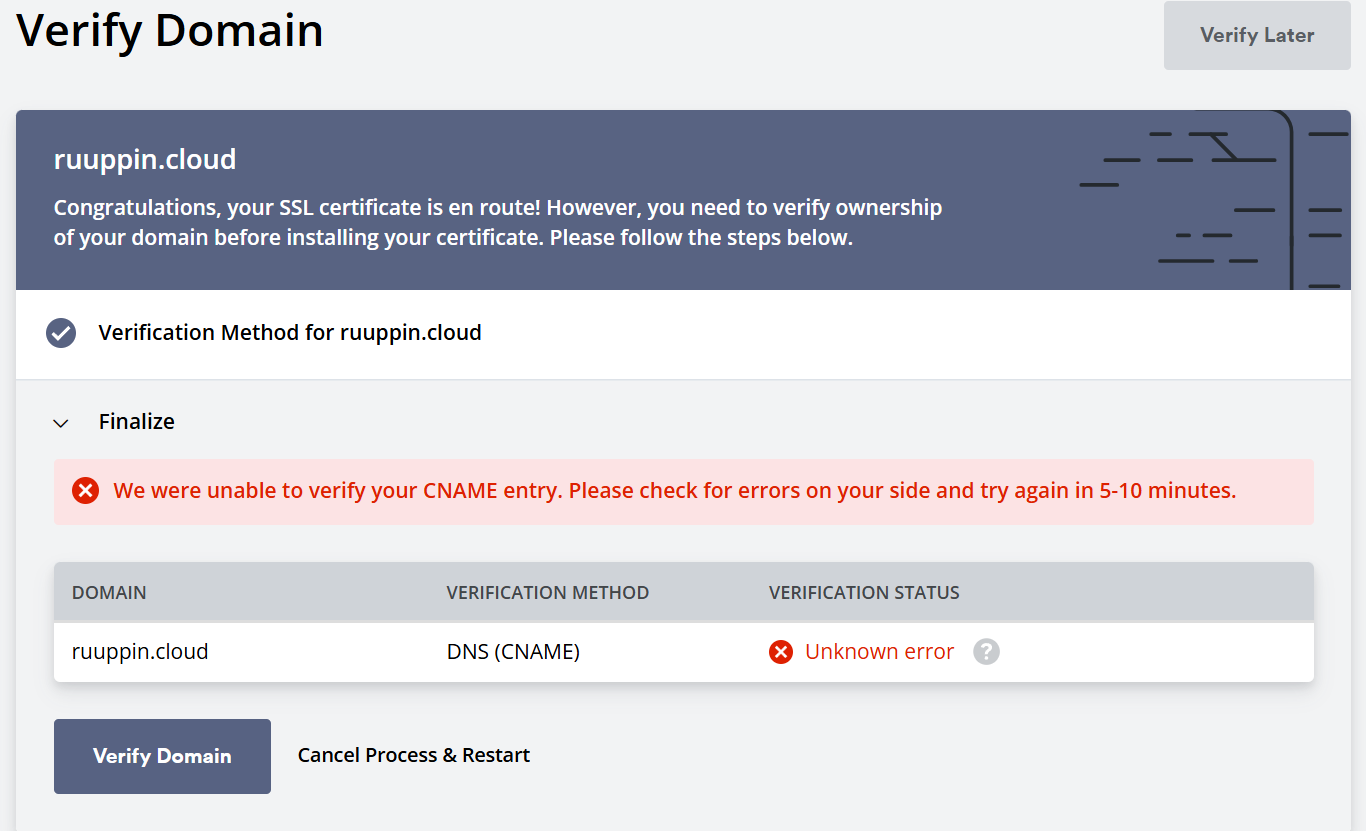 Verify Domain
Verify Later
ruuppin.cloud
Congratulations, your SSL certificate is en route! However, you need to verify ownership
of your domain before installing your certificate. Please follow the steps below.
Verification Method for ruuppin.cloud
Finalize
We were unable to verify your CNAME entry. Please check for errors on your side and try again in 5-10 minutes.
DOMAIN VERIFICATION METHOD VERIFICATION STATUS
ruuppin.cloud DNS (CNAME) Unknown error ?
Verify Domain Cancel Process & Restart